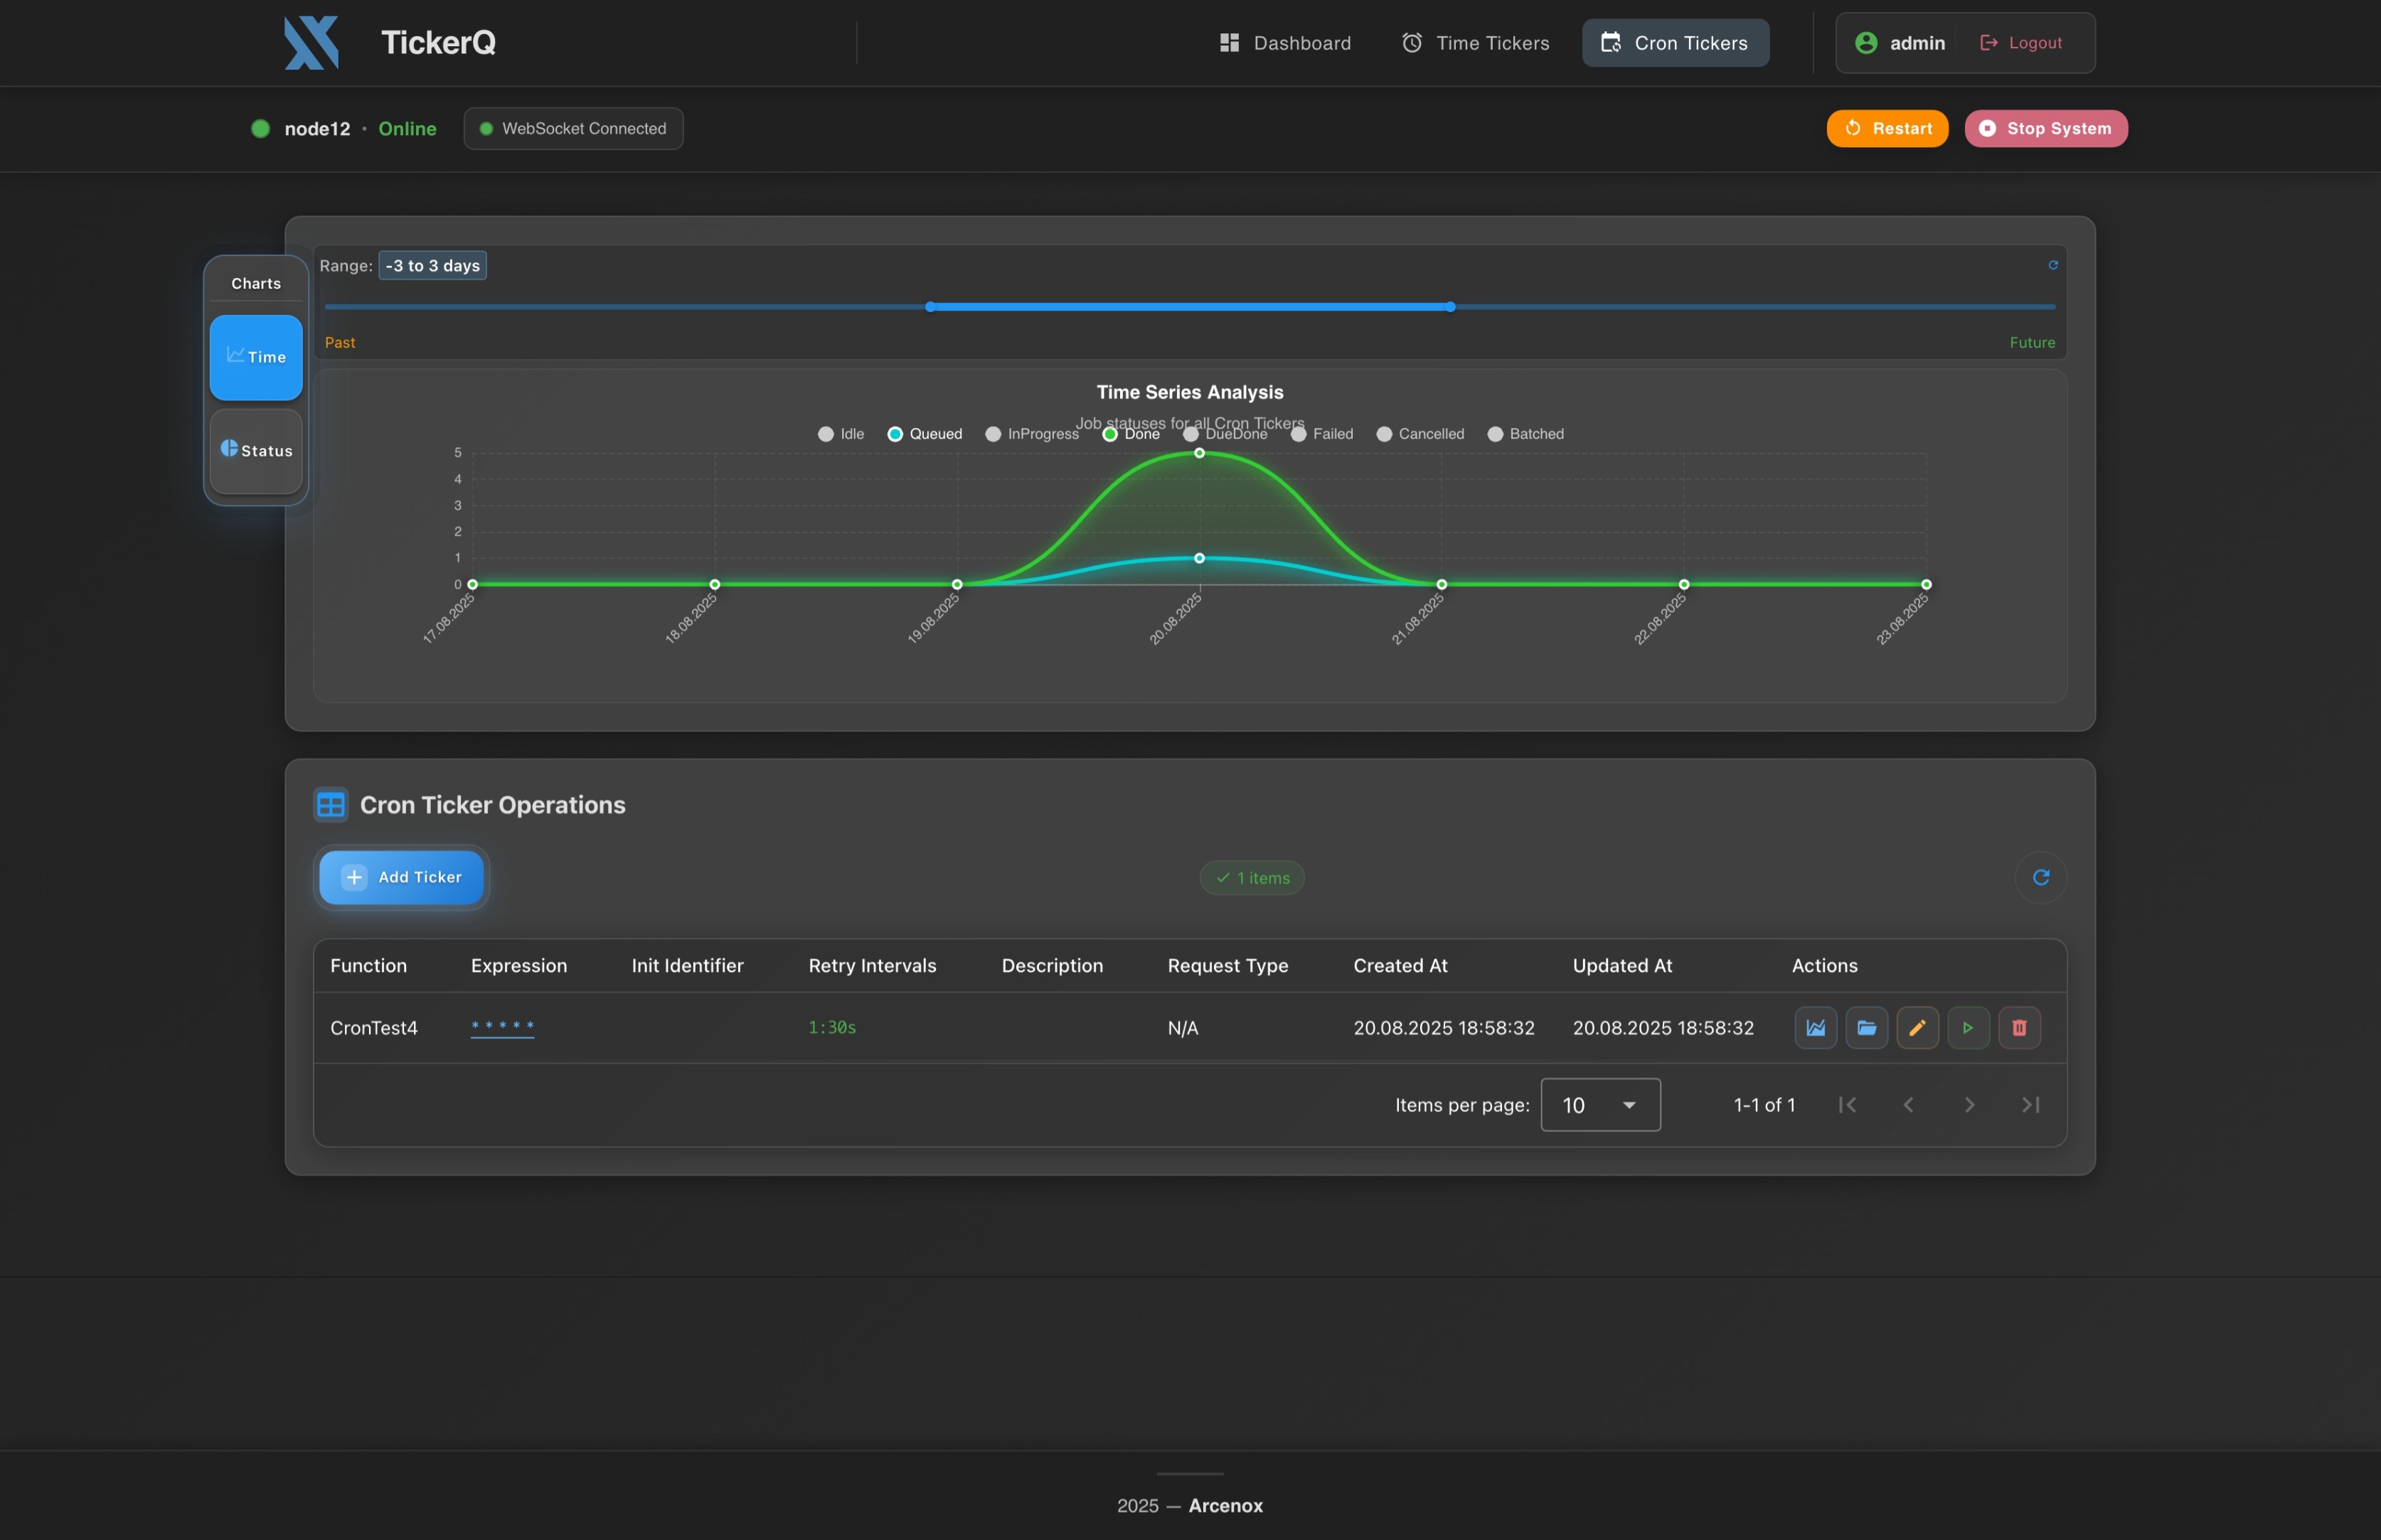 TickerQ
Dashboard
Time Tickers
Cron Tickers
admin
Logout
node12 • Online
WebSocket Connected
Restart
Stop System
Charts
Time
Status
Range: -3 to 3 days
Past
Future
Time Series Analysis
Job statuses for all Cron Tickers
Idle Queued InProgress Done DueDone Failed Cancelled Batched
5
4
3
2
1
0
17.08.2025 18.08.2025 19.08.2025 20.08.2025 21.08.2025 22.08.2025 23.08.2025
Cron Ticker Operations
Add Ticker
1 items
Function Expression Init Identifier Retry Intervals Description Request Type Created At Updated At Actions
CronTest4 * * * * * 1:30s N/A 20.08.2025 18:58:32 20.08.2025 18:58:32
Items per page: 10 1-1 of 1
2025 — Arcenox